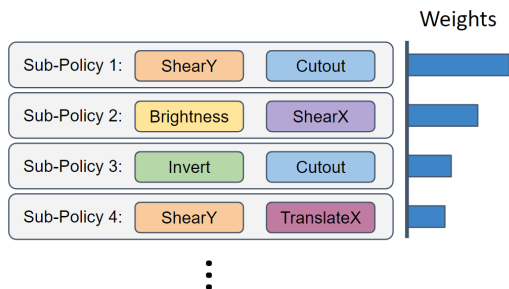 Weights
Sub-Policy 1: ShearY Cutout
Sub-Policy 2: Brightness ShearX
Sub-Policy 3: Invert Cutout
Sub-Policy 4: ShearY TranslateX